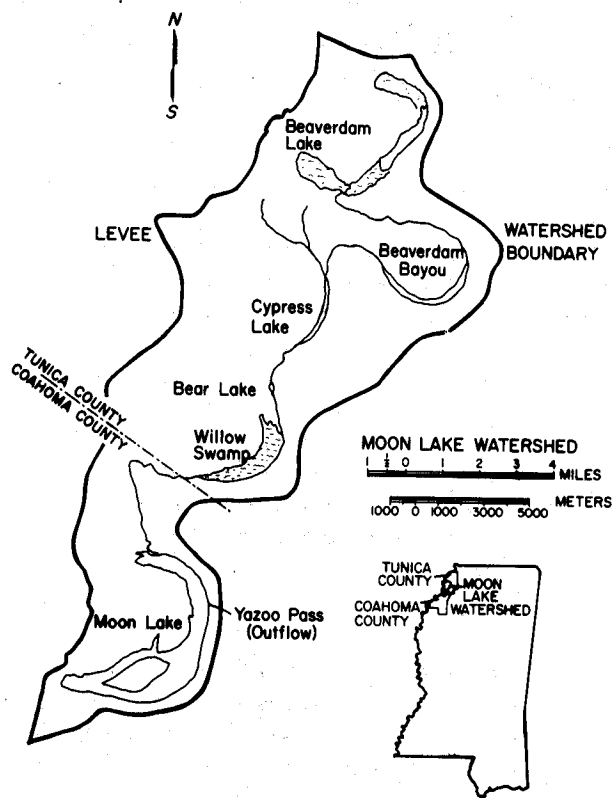 N
S
Beaverdam
Lake
LEVEE
WATERSHED
BOUNDARY
Beaverdam
Bayou
Cypress
Lake
TUNICA COUNTY
COAHOMA COUNTY
Bear Lake
Willow
Swamp
MOON LAKE WATERSHED
1 ½ 0 1 2 3 4
MILES
METERS
1000 0 1000 3000 5000
TUNICA
COUNTY
MOON
LAKE
WATERSHED
COAHOMA
COUNTY
Moon Lake
Yazoo Pass
(Outflow)